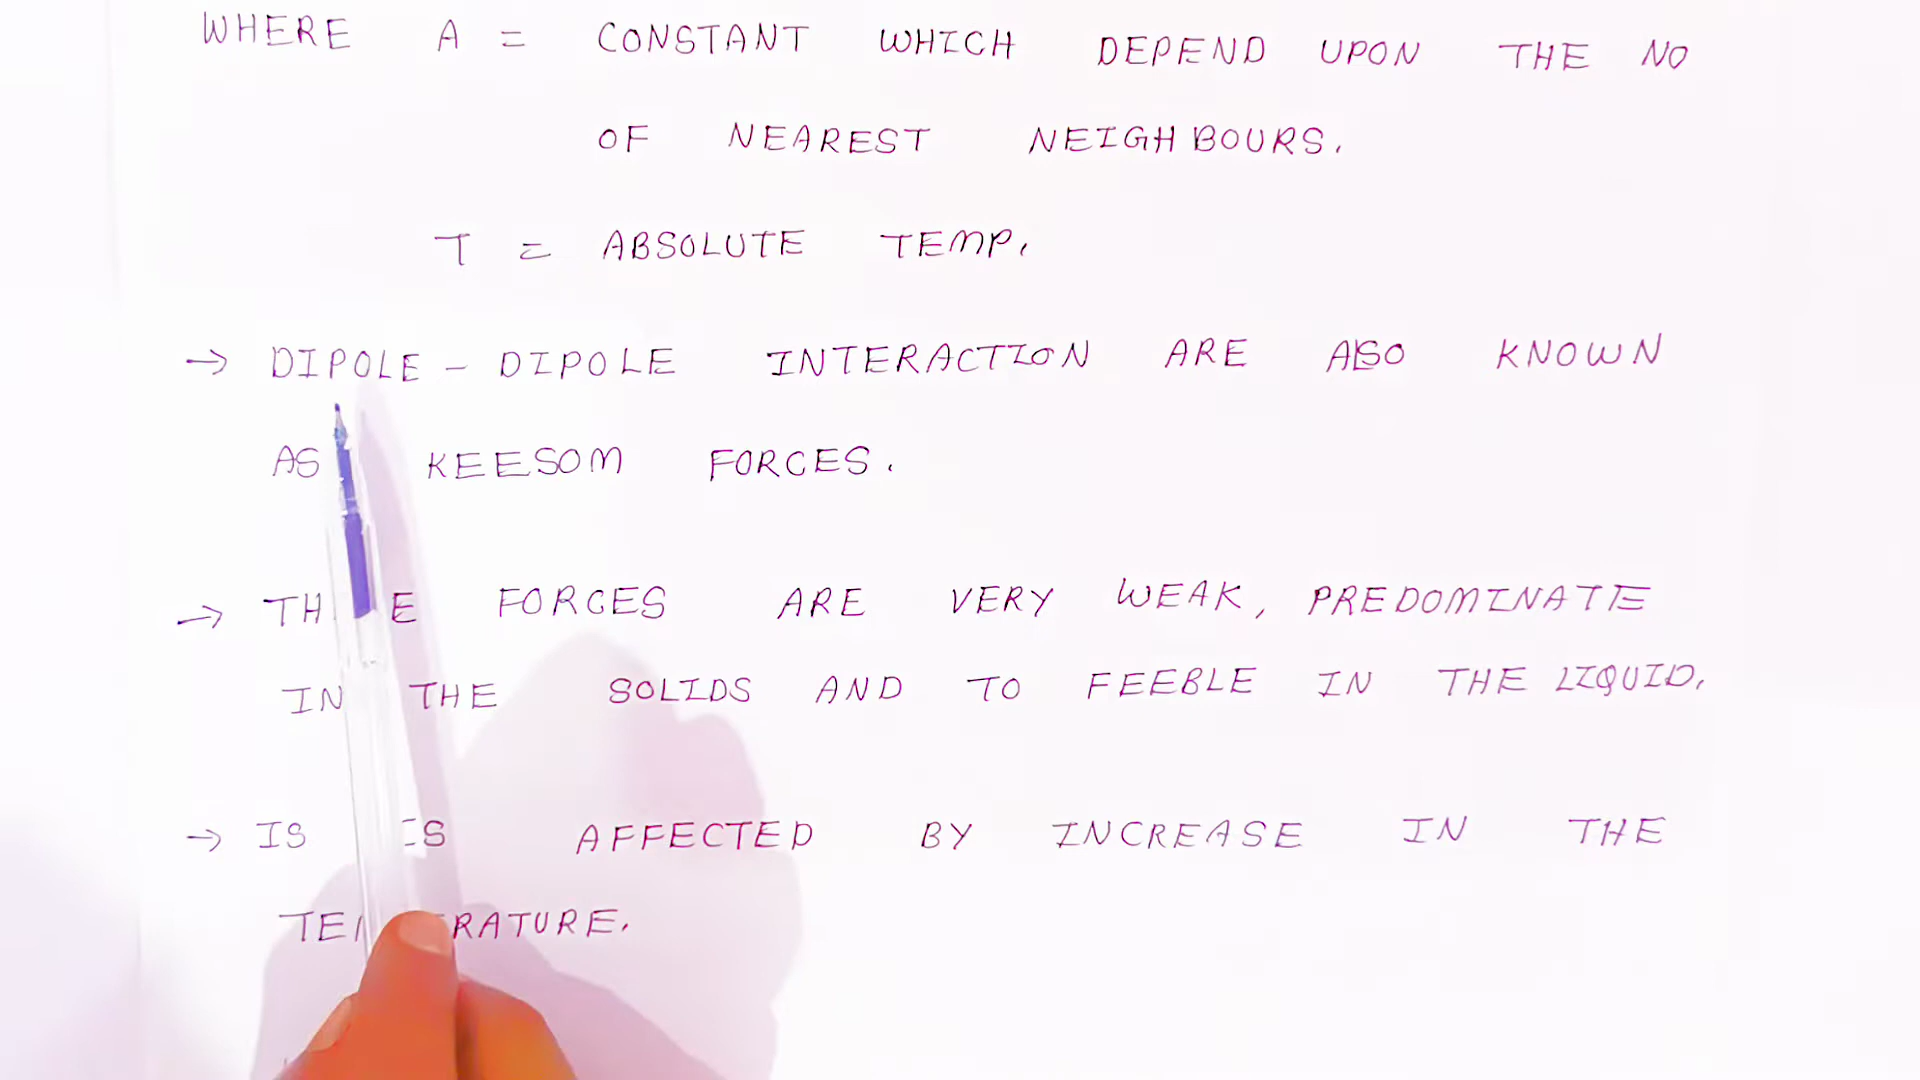 WHERE A = CONSTANT WHICH DEPEND UPON THE NO
OF NEAREST NEIGHBOURS.
T = ABSOLUTE TEMP.
→ DIPOLE - DIPOLE INTERACTION ARE ALSO KNOWN
AS KEESOM FORCES.
→ FORCES ARE VERY WEAK, PREDOMINATE
IN THE SOLIDS AND TO FEEBLE IN THE LIQUID.
→ IS IS AFFECTED BY INCREASE IN THE